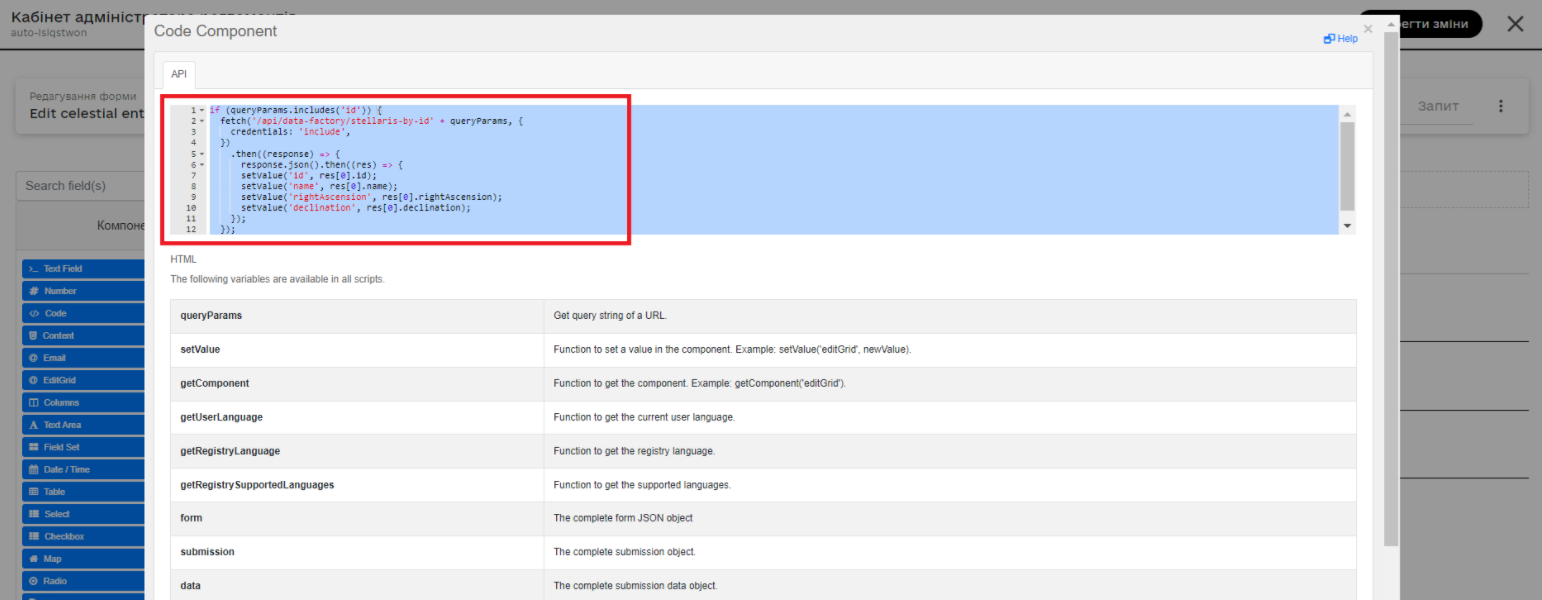 Кабінет адміністратора регламентів
auto-lsiqstwon
Code Component
Help
регти зміни
API
Редагування форми
Edit celestial ent
Запит
1 if (queryParams.includes('id')) {
2 fetch('/api/data-factory/stellaris-by-id' + queryParams, {
3 credentials: 'include',
4 })
5 .then((response) => {
6 response.json().then((res) => {
7 setValue('id', res[0].id);
8 setValue('name', res[0].name);
9 setValue('rightAscension', res[0].rightAscension);
10 setValue('declination', res[0].declination);
11 });
12 });
Search field(s)
Компоне
Text Field
Number
Code
Content
Email
EditGrid
Columns
Text Area
Field Set
Date / Time
Table
Select
Checkbox
Map
Radio
HTML
The following variables are available in all scripts.
queryParams Get query string of a URL.
setValue Function to set a value in the component. Example: setValue('editGrid', newValue).
getComponent Function to get the component. Example: getComponent('editGrid').
getUserLanguage Function to get the current user language.
getRegistryLanguage Function to get the registry language.
getRegistrySupportedLanguages Function to get the supported languages.
form The complete form JSON object
submission The complete submission object.
data The complete submission data object.